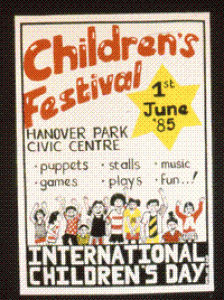 Children's
Festival
1st
June
'85
HANOVER PARK
CIVIC CENTRE
· puppets · stalls · music
· games · plays · fun..!
INTERNATIONAL
CHILDREN'S DAY